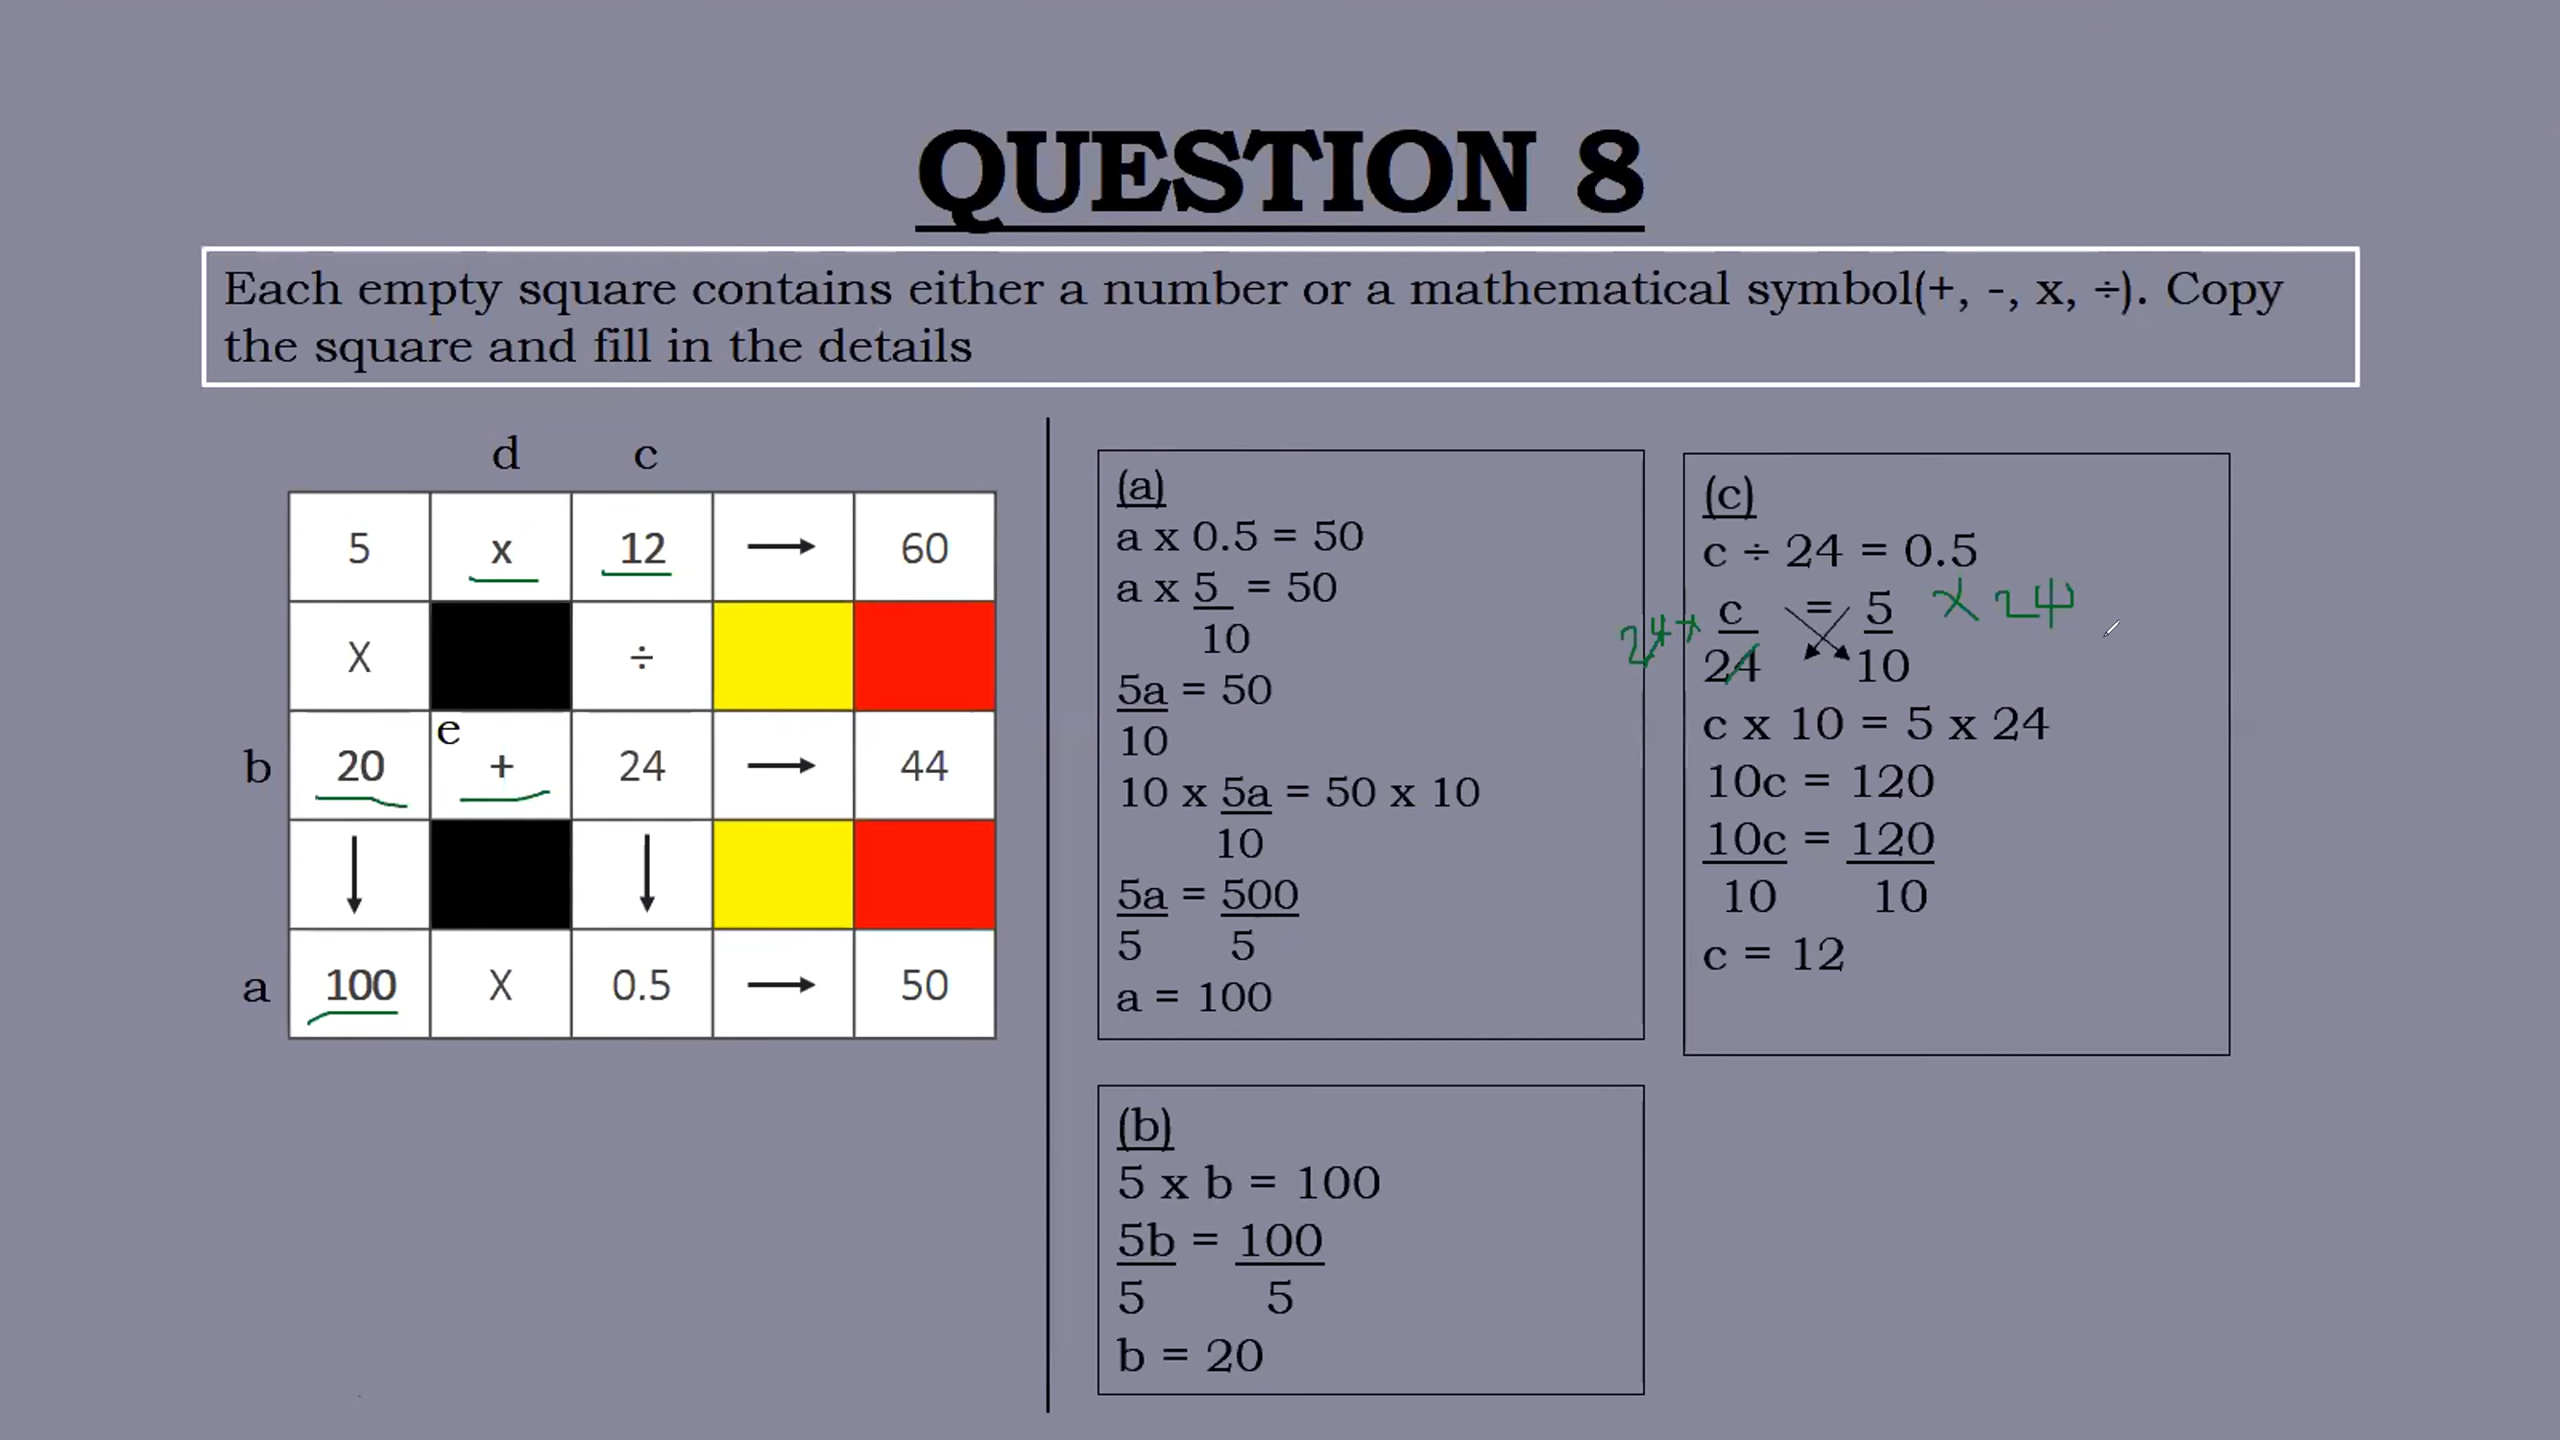 QUESTION 8
Each empty square contains either a number or a mathematical symbol(+, -, x, ÷). Copy
the square and fill in the details
d c
5 x 12 → 60
X ÷
b 20 e + 24 → 44
↓ ↓
a 100 X 0.5 → 50
(a)
a x 0.5 = 50
a x 5 = 50
10
5a = 50
10
10 x 5a = 50 x 10
10
5a = 500
5 5
a = 100
(b)
5 x b = 100
5b = 100
5 5
b = 20
(c)
c ÷ 24 = 0.5
24 x c = 5 x 24
24 10
c x 10 = 5 x 24
10c = 120
10c = 120
10 10
c = 12